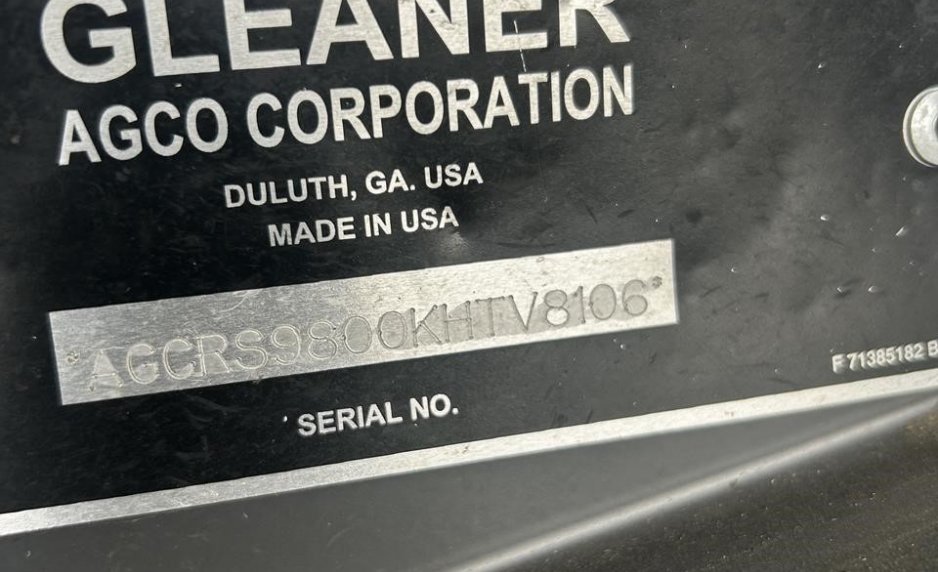 GLEANER
AGCO CORPORATION
DULUTH, GA. USA
MADE IN USA
*AGCRS9800KHTV8106*
SERIAL NO.
F 71385182 B